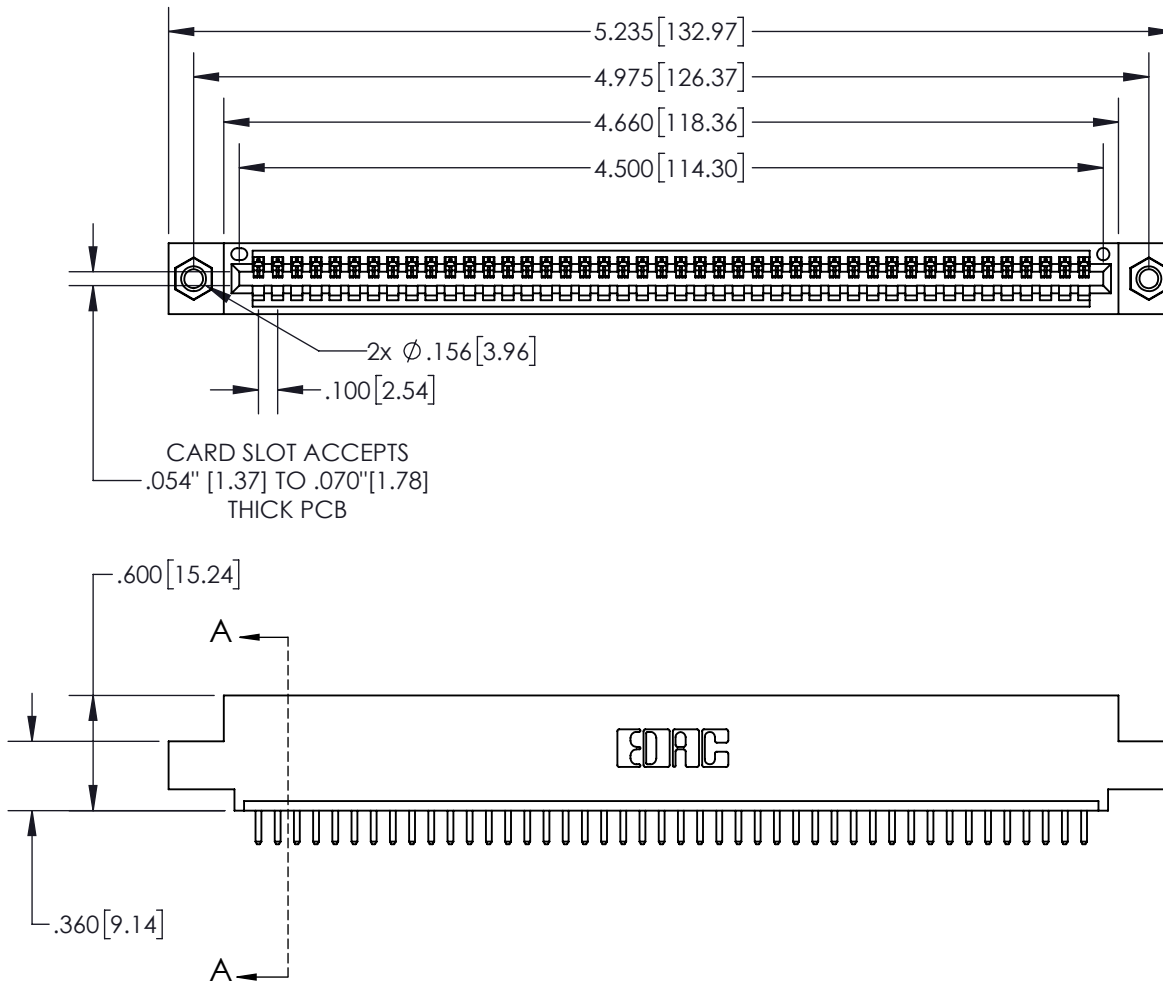 5.235[132.97]
4.975[126.37]
4.660[118.36]
4.500[114.30]
2x Ø.156[3.96]
.100[2.54]
CARD SLOT ACCEPTS
.054" [1.37] TO .070"[1.78]
THICK PCB
.600[15.24]
A
EDAC
.360[9.14]
A